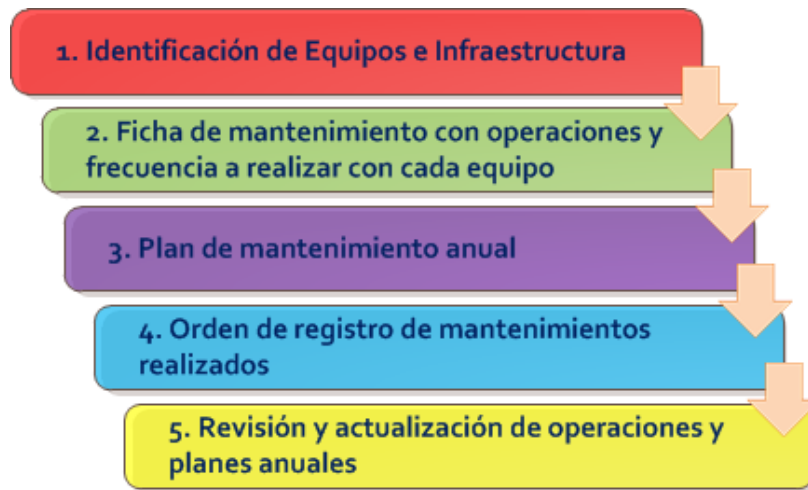 1. Identificación de Equipos e Infraestructura
2. Ficha de mantenimiento con operaciones y
frecuencia a realizar con cada equipo
3. Plan de mantenimiento anual
4. Orden de registro de mantenimientos
realizados
5. Revisión y actualización de operaciones y
planes anuales